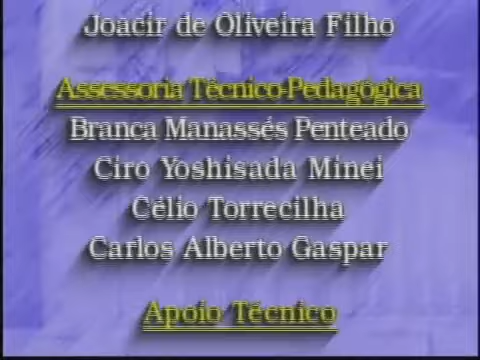 Joacir de Oliveira Filho
Assessoria Técnico-Pedagógica
Branca Manassés Penteado
Ciro Yoshisada Minei
Célio Torrecilha
Carlos Alberto Gaspar
Apoio Técnico